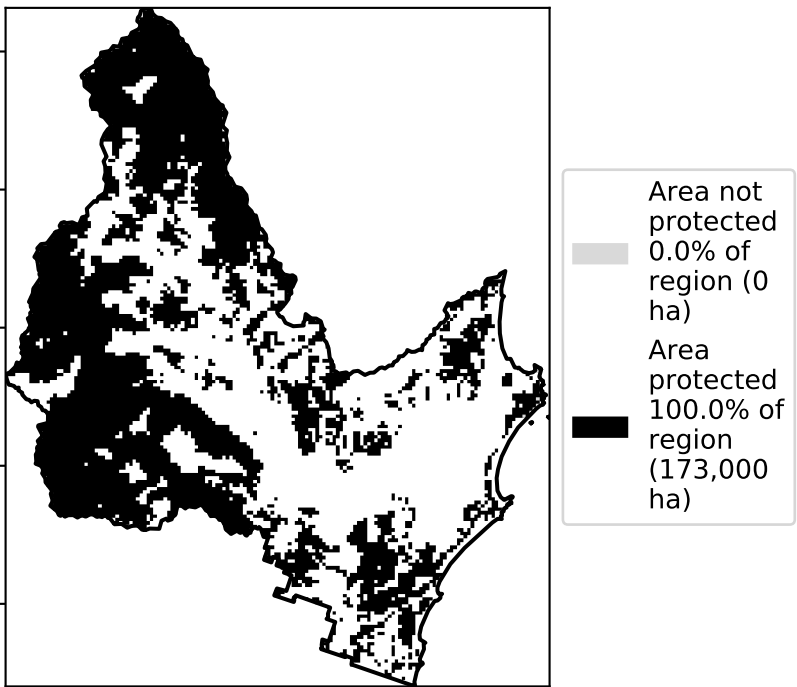 Area not
protected
0.0% of
region (0
ha)
Area
protected
100.0% of
region
(173,000
ha)